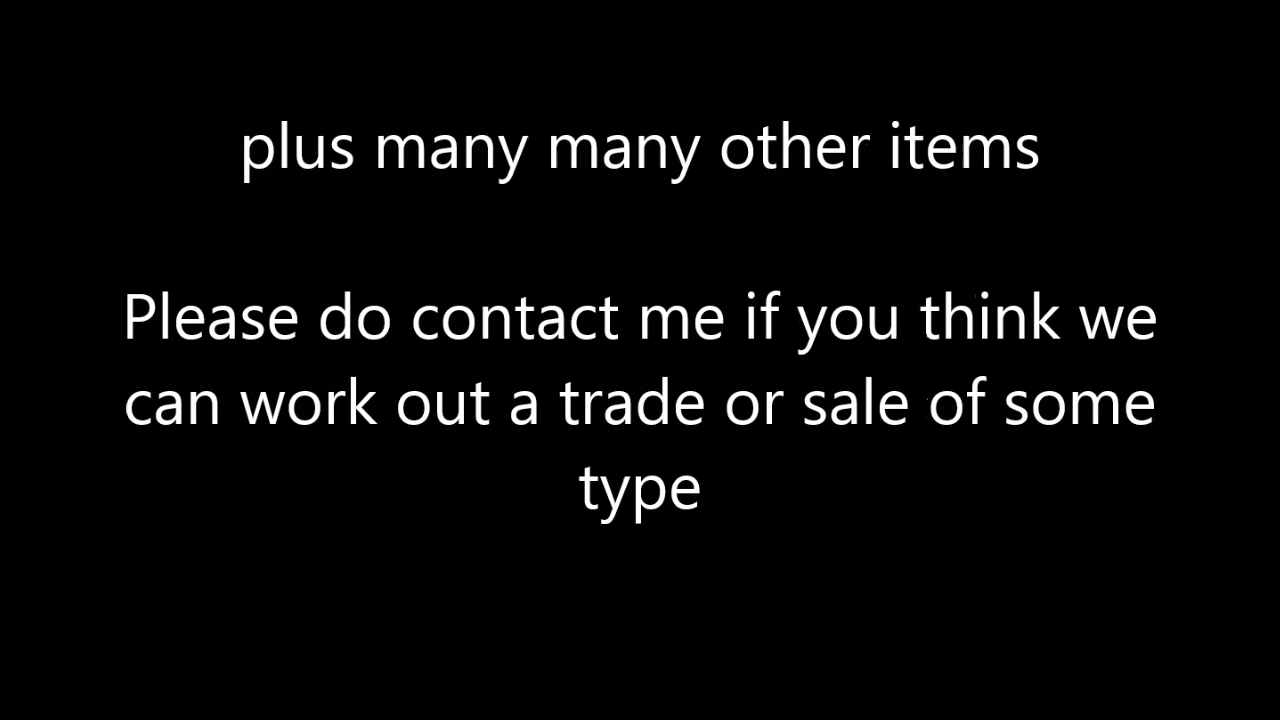 plus many many other items
Please do contact me if you think we
can work out a trade or sale of some
type